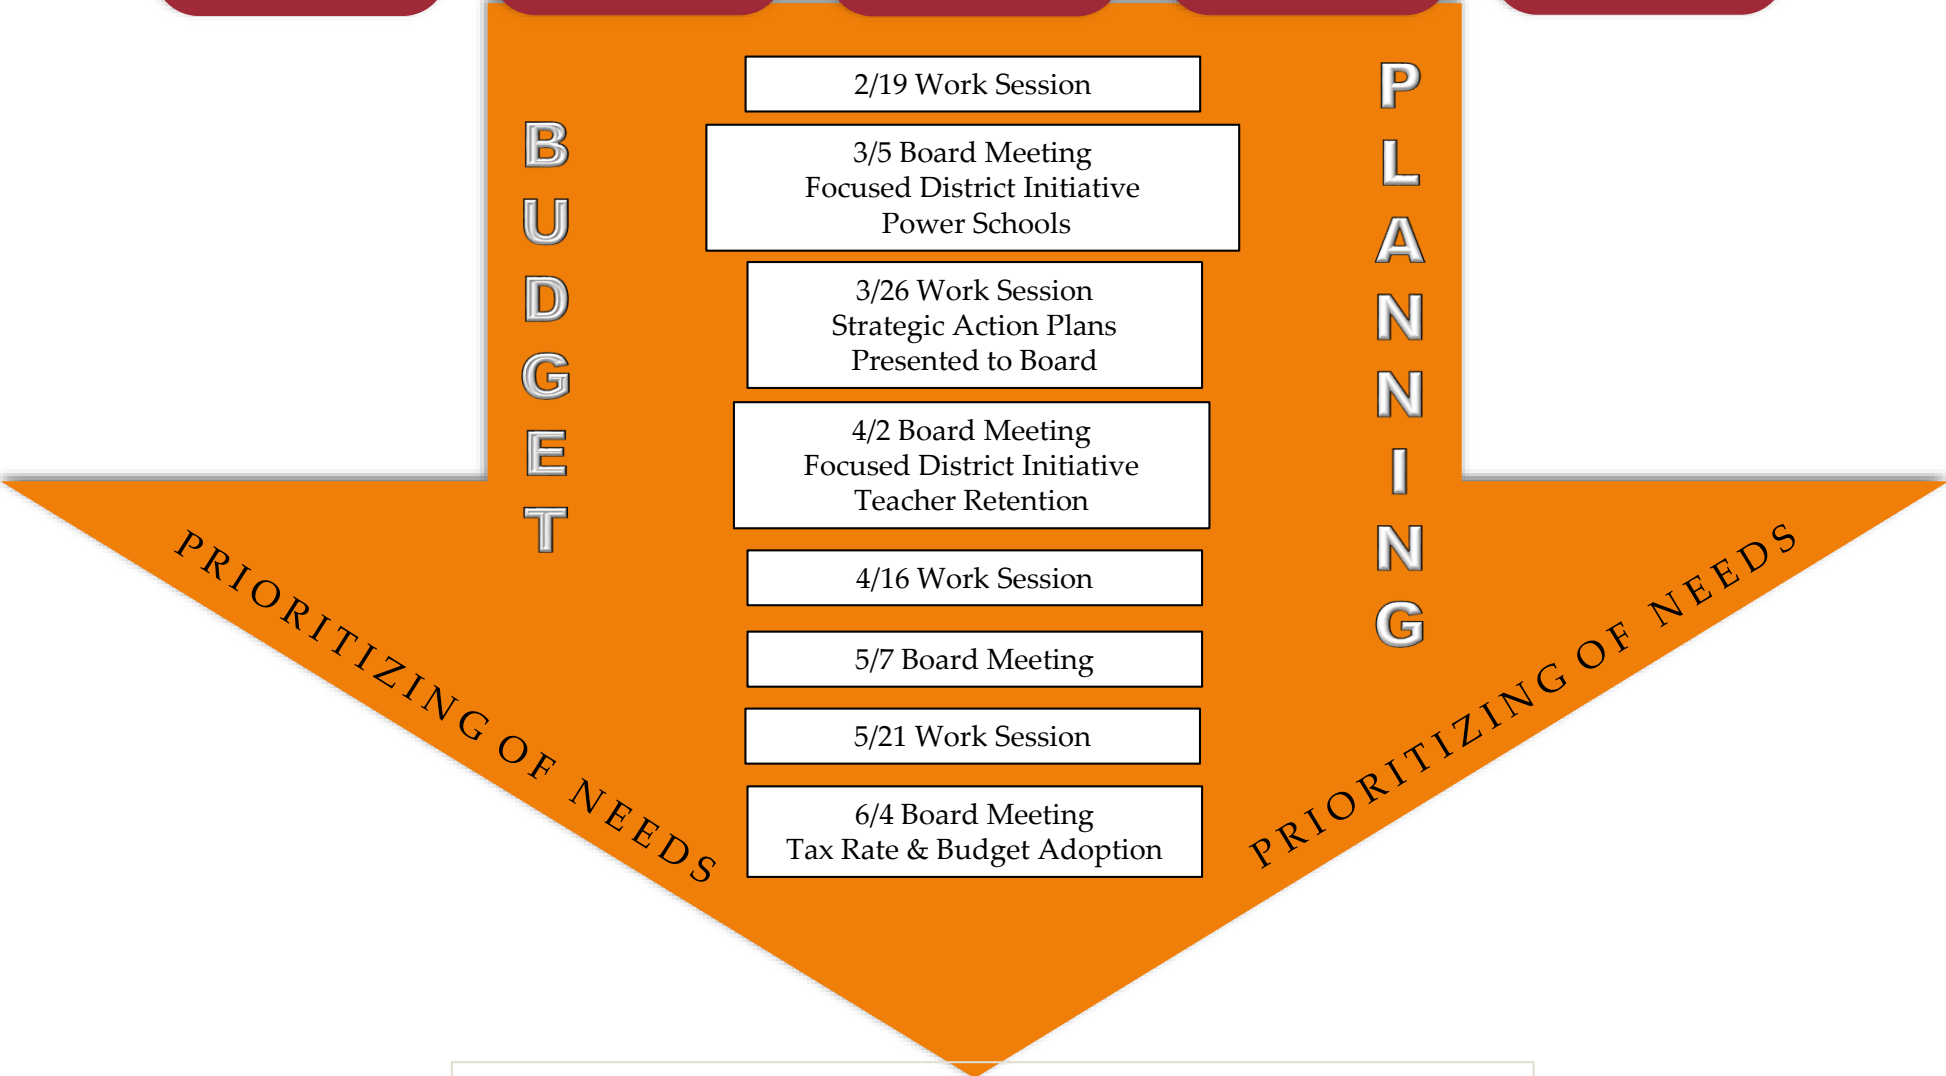 BUDGET
PLANNING
2/19 Work Session
3/5 Board Meeting
Focused District Initiative
Power Schools
3/26 Work Session
Strategic Action Plans
Presented to Board
4/2 Board Meeting
Focused District Initiative
Teacher Retention
4/16 Work Session
5/7 Board Meeting
5/21 Work Session
6/4 Board Meeting
Tax Rate & Budget Adoption
PRIORITIZING OF NEEDS
PRIORITIZING OF NEEDS